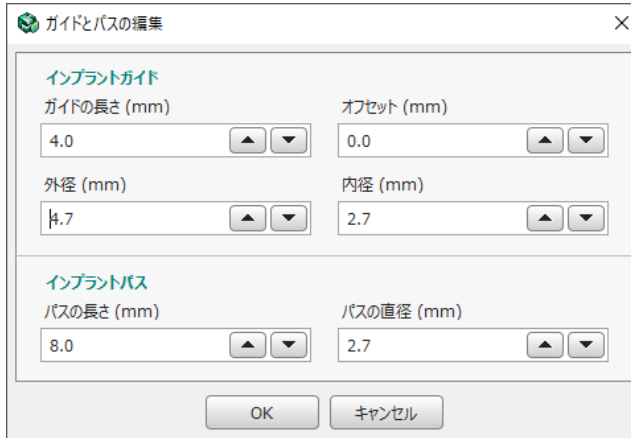 ガイドとパスの編集
インプラントガイド
ガイドの長さ (mm)
オフセット (mm)
4.0
0.0
外径 (mm)
内径 (mm)
4.7
2.7
インプラントパス
パスの長さ (mm)
パスの直径 (mm)
8.0
2.7
OK
キャンセル